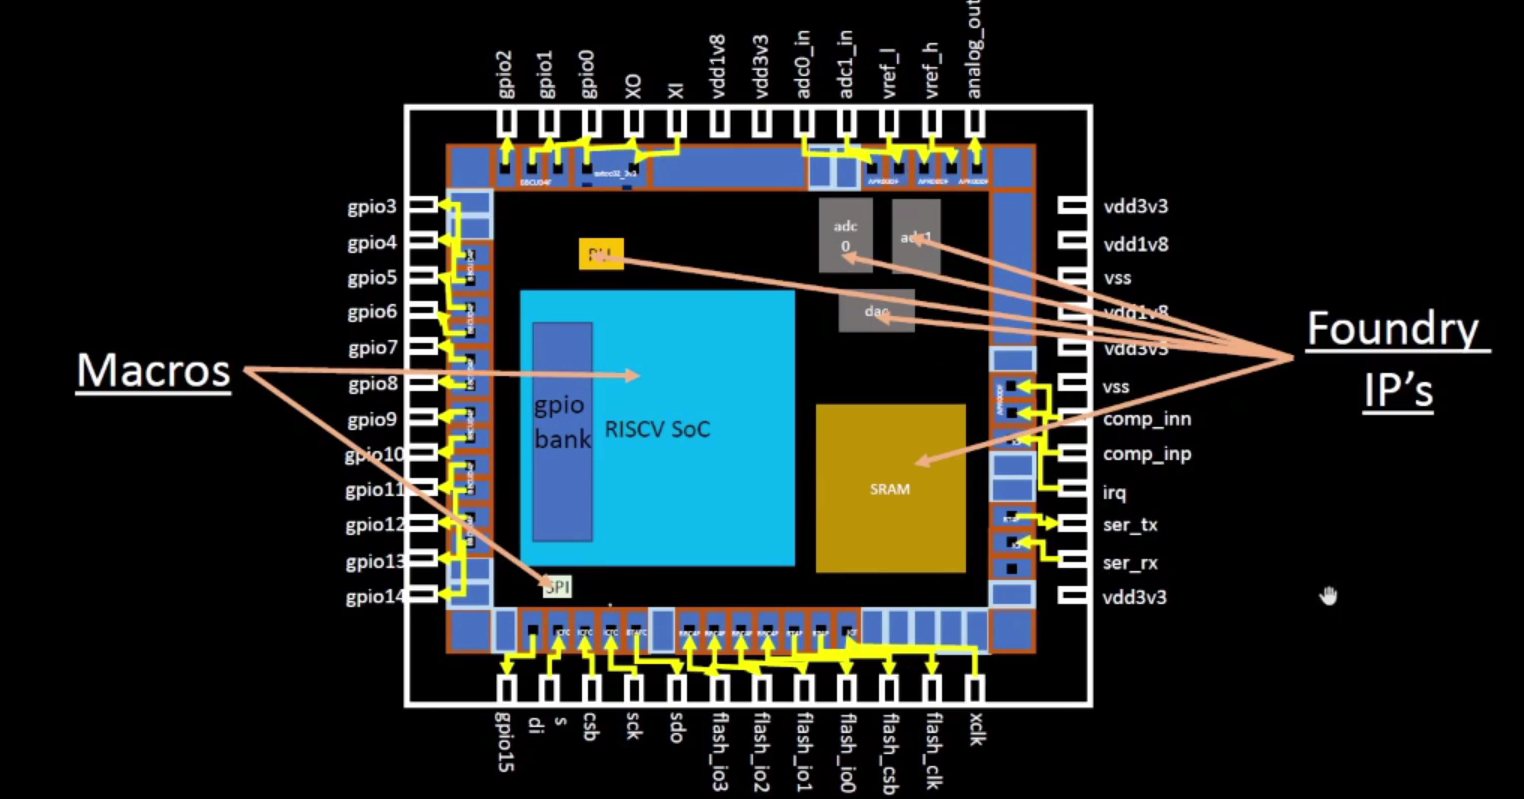 gpio2
gpio1
gpio0
XO
XI
vdd1v8
vdd3v3
adc0_in
adc1_in
vref_l
vref_h
analog_out
gpio3
gpio4
gpio5
gpio6
gpio7
gpio8
gpio9
gpio10
gpio11
gpio12
gpio13
gpio14
Macros
adc
0
adc1
dac
gpio
bank
RISCV SoC
SRAM
SPI
vdd3v3
vdd1v8
vss
vdd1v8
vdd3v3
vss
comp_inn
comp_inp
irq
ser_tx
ser_rx
vdd3v3
Foundry
IP's
gpio15
di
s
csb
sck
sdo
flash_io3
flash_io2
flash_io1
flash_io0
flash_csb
flash_clk
xclk